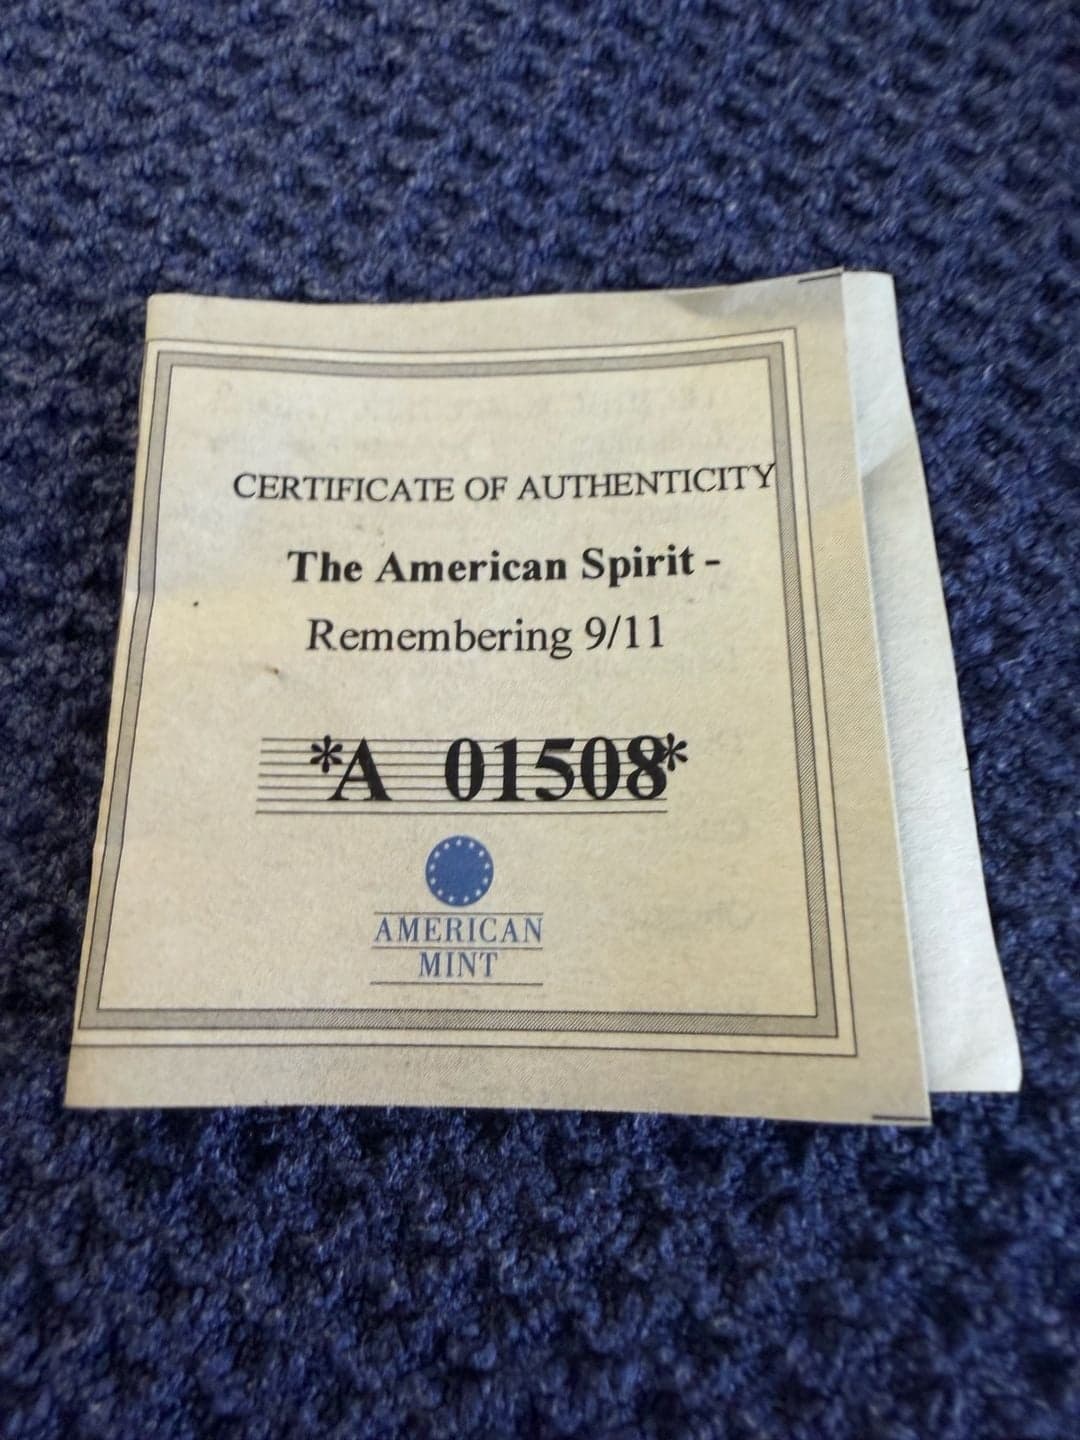 CERTIFICATE OF AUTHENTICITY
The American Spirit -
Remembering 9/11
*A 01508*
AMERICAN
MINT